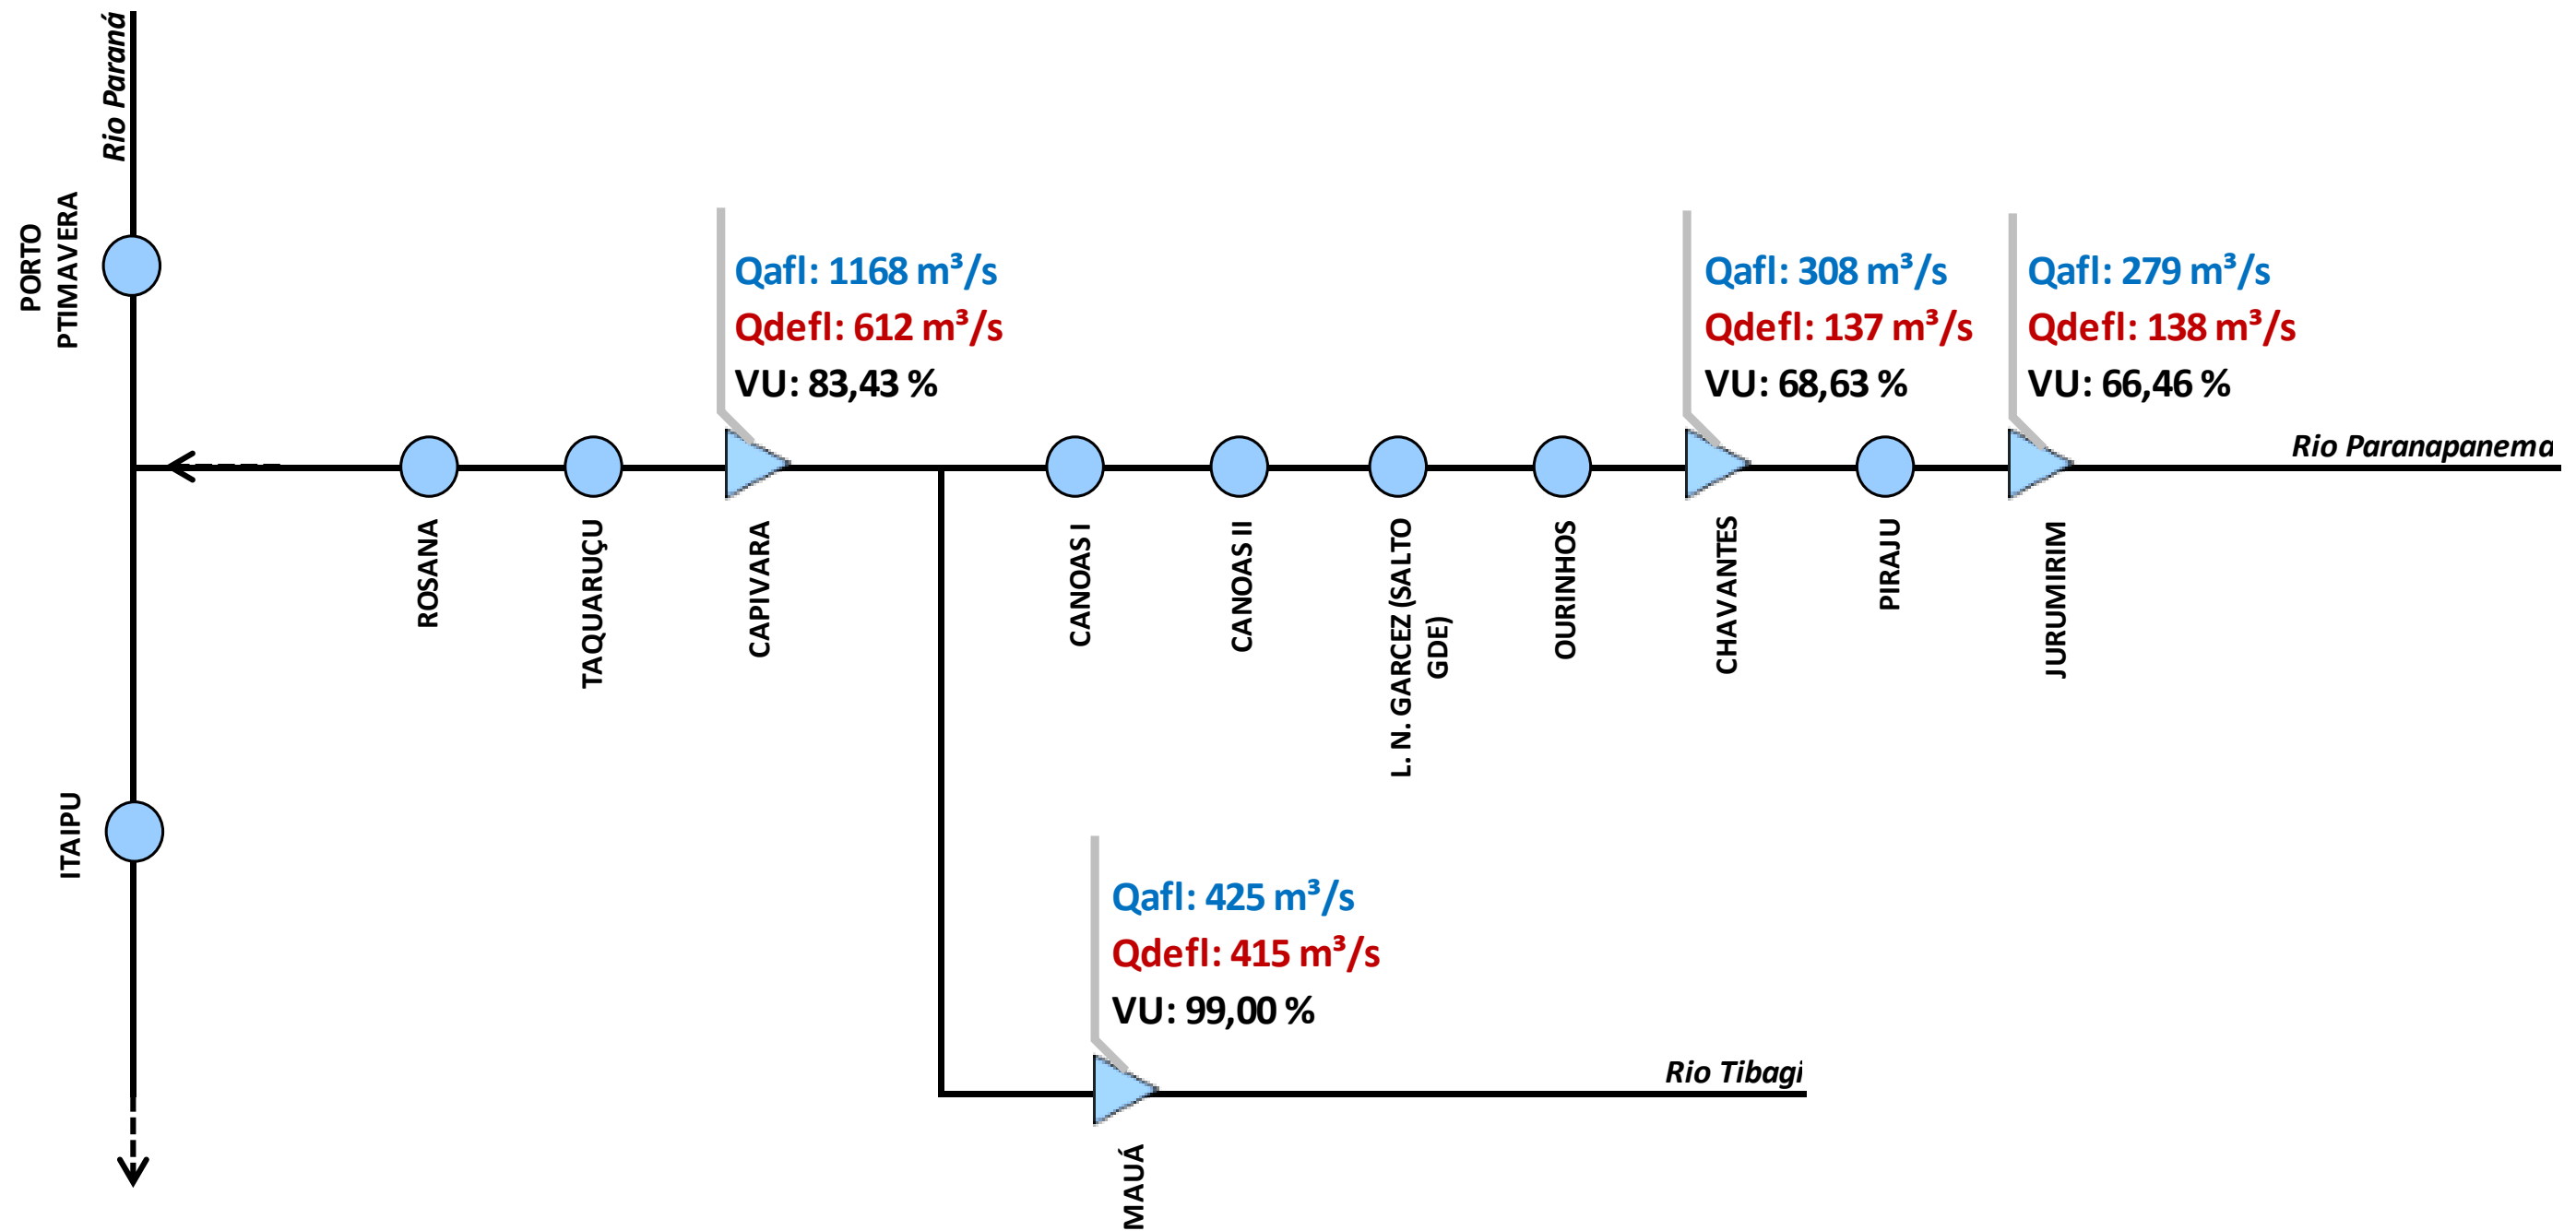 Rio Paraná
PORTO
PTIMAVERA
Qafl: 1168 m³/s
Qdefl: 612 m³/s
VU: 83,43 %
Qafl: 308 m³/s
Qdefl: 137 m³/s
VU: 68,63 %
Qafl: 279 m³/s
Qdefl: 138 m³/s
VU: 66,46 %
Rio Paranapanema
ROSANA
TAQUARUÇU
CAPIVARA
CANOAS I
CANOAS II
L. N. GARCEZ (SALTO
GDE)
OURINHOS
CHAVANTES
PIRAJU
JURUMIRIM
ITAIPU
Qafl: 425 m³/s
Qdefl: 415 m³/s
VU: 99,00 %
Rio Tibagi
MAUÁ